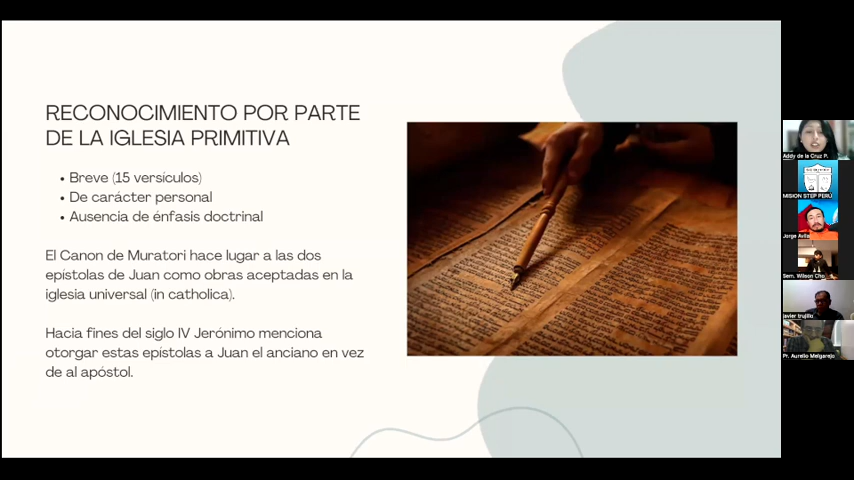 RECONOCIMIENTO POR PARTE
DE LA IGLESIA PRIMITIVA
• Breve (15 versículos)
• De carácter personal
• Ausencia de énfasis doctrinal
El Canon de Muratori hace lugar a las dos
epístolas de Juan como obras aceptadas en la
iglesia universal (in catholica).
Hacia fines del siglo IV Jerónimo menciona
otorgar estas epístolas a Juan el anciano en vez
de al apóstol.
Addy de la Cruz P.
MISION STEP PERÚ
Jorge Avila
Sem. Wilson Cho
javier trujillo
Pr. Aurelio Melgarejo